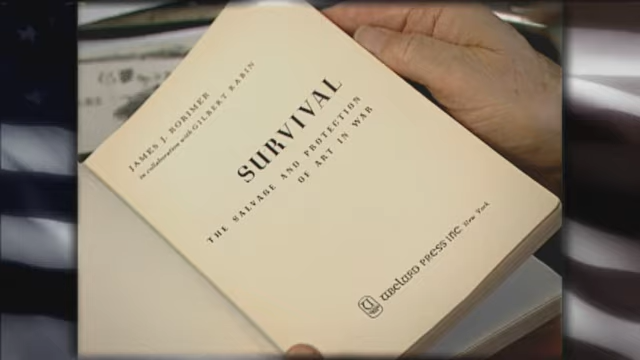 JAMES J. RORIMER
in collaboration with GILBERT RABIN
SURVIVAL
THE SALVAGE AND PROTECTION
OF ART IN WAR
ABELARD PRESS INC. New York